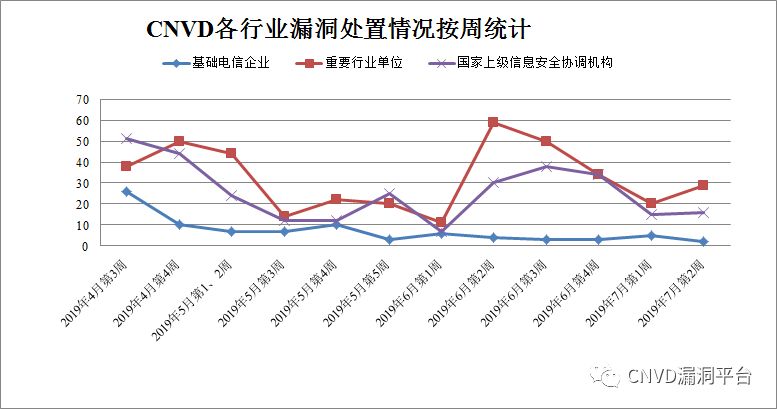 CNVD各行业漏洞处置情况按周统计
基础电信企业 重要行业单位 国家上级信息安全协调机构
70
60
50
40
30
20
10
0
2019年4月第3周
2019年4月第4周
2019年5月第1、2周
2019年5月第3周
2019年5月第4周
2019年5月第5周
2019年6月第1周
2019年6月第2周
2019年6月第3周
2019年6月第4周
2019年7月第1周
2019年7月第2周
CNVD漏洞平台